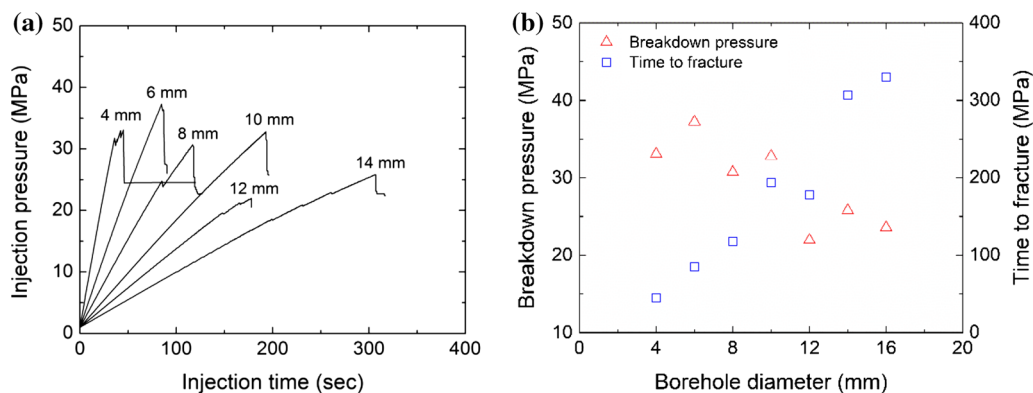 (a)
50
40
30
20
10
0
Injection pressure (MPa)
4 mm
6 mm
8 mm
10 mm
12 mm
14 mm
0 100 200 300 400
Injection time (sec)
(b)
50
40
30
20
10
Breakdown pressure (MPa)
Breakdown pressure
Time to fracture
400
300
200
100
0
Time to fracture (MPa)
0 4 8 12 16 20
Borehole diameter (mm)